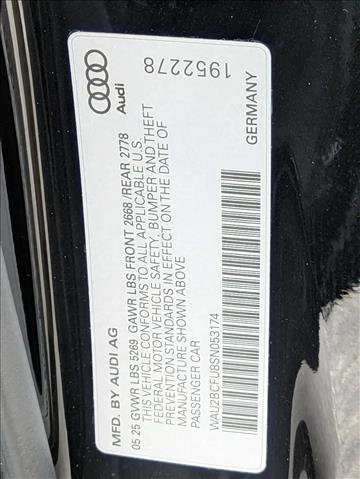 MFD. BY AUDI AG
05 25 GVWR LBS 5269 GAWR LBS FRONT 2668 /REAR 2778
THIS VEHICLE CONFORMS TO ALL APPLICABLE U.S.
FEDERAL MOTOR VEHICLE SAFETY, BUMPER AND THEFT
PREVENTION STANDARDS IN EFFECT ON THE DATE OF
MANUFACTURE SHOWN ABOVE
PASSENGER CAR
WAU2BCFU8SN053174
GERMANY
Audi
1952278